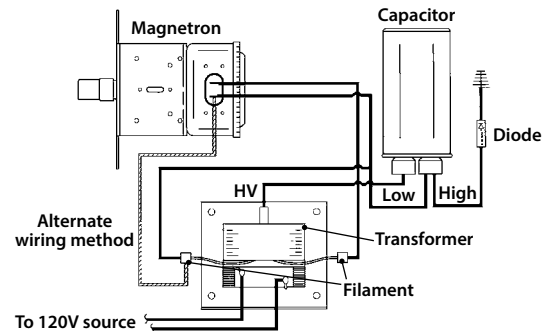 Magnetron
Capacitor
Diode
HV
Low
High
Alternate
wiring method
Transformer
Filament
To 120V source